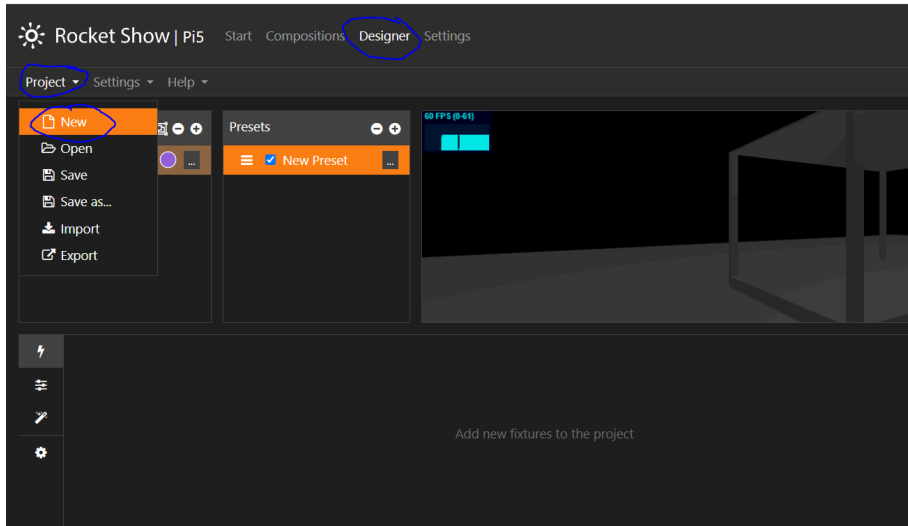 Rocket Show | Pi5 Start Compositions Designer Settings
Project Settings Help
New
Open
Save
Save as...
Import
Export
...
Presets
New Preset
...
60 FPS (0-61)
Add new fixtures to the project